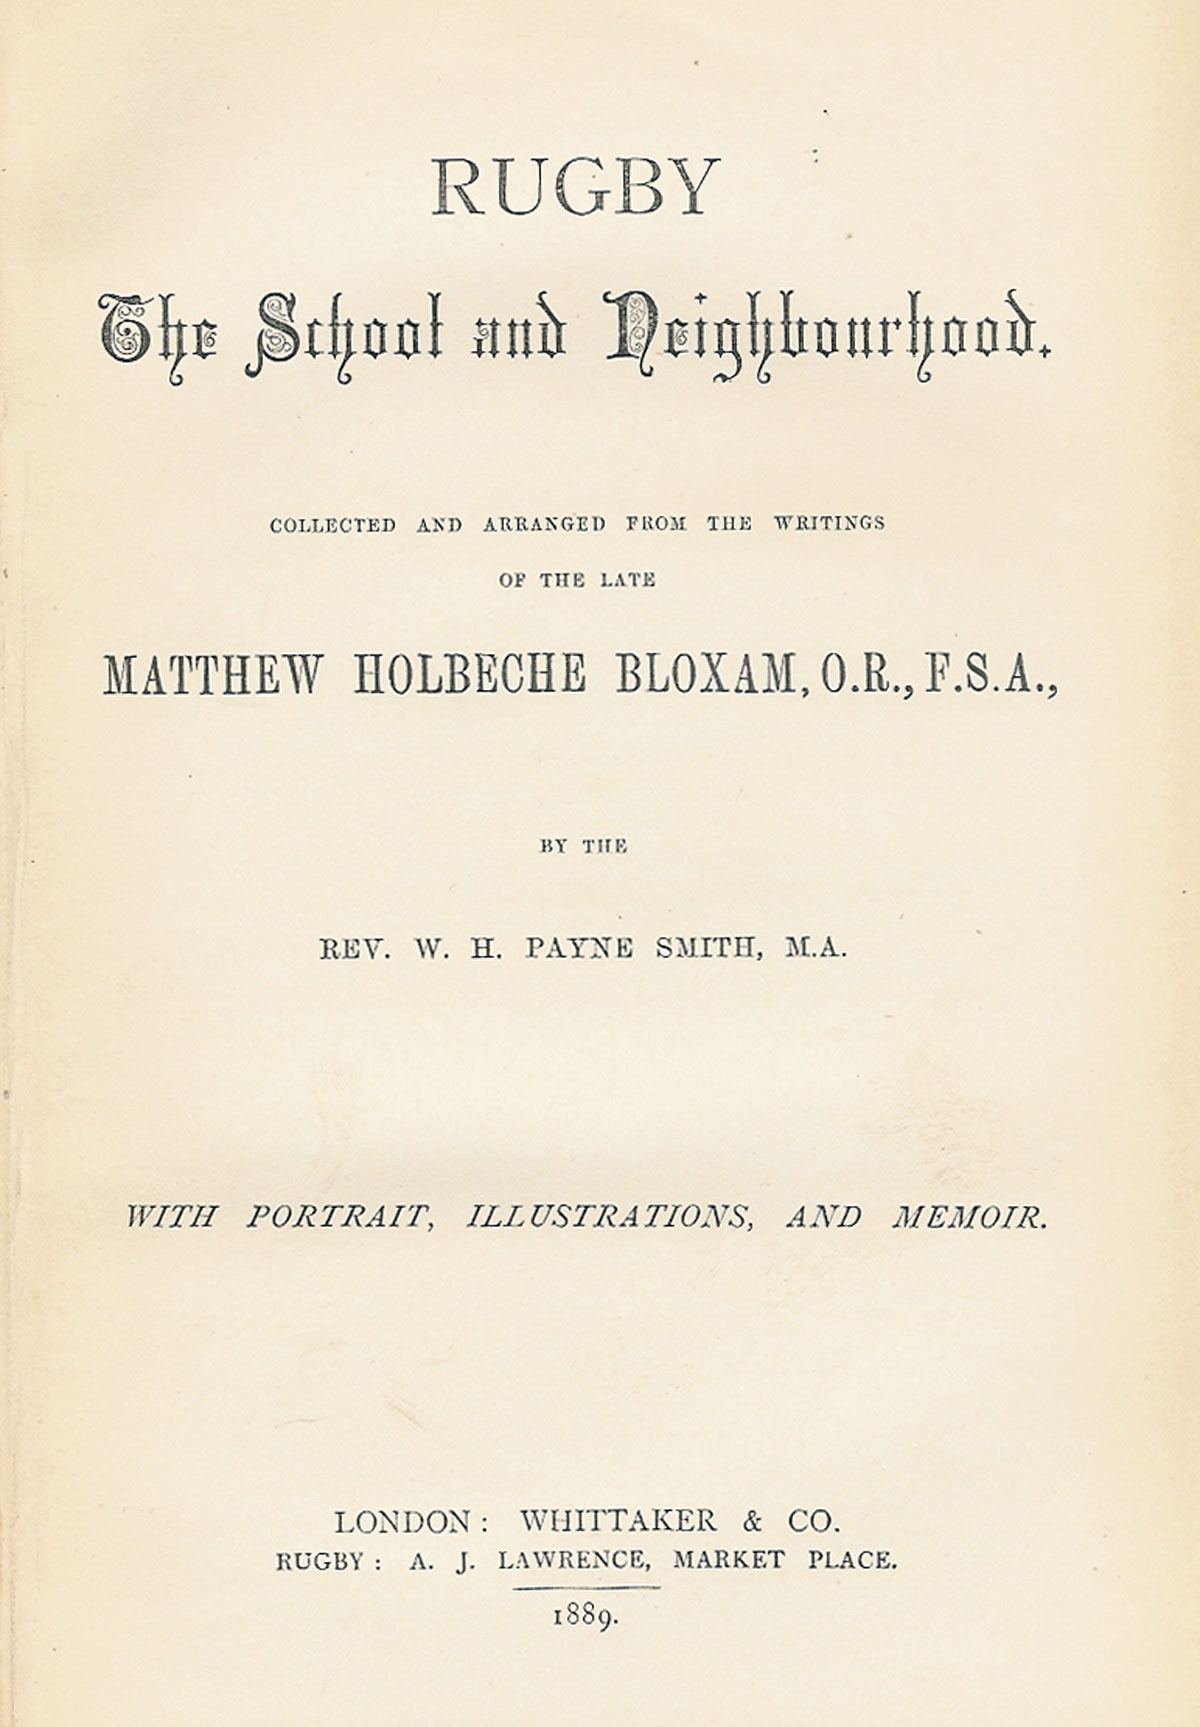 RUGBY
The School and Neighbourhood.
COLLECTED AND ARRANGED FROM THE WRITINGS
OF THE LATE
MATTHEW HOLBECHE BLOXAM, O.R., F.S.A.,
BY THE
REV. W. H. PAYNE SMITH, M.A.
WITH PORTRAIT, ILLUSTRATIONS, AND MEMOIR.
LONDON: WHITTAKER & CO.
RUGBY: A. J. LAWRENCE, MARKET PLACE.
1889.